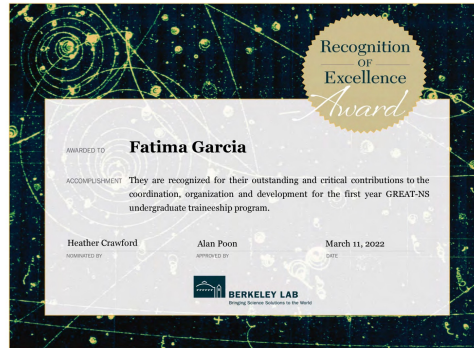 Recognition
OF
Excellence
Award
AWARDED TO Fatima Garcia
ACCOMPLISHMENT They are recognized for their outstanding and critical contributions to the
coordination, organization and development for the first year GREAT-NS
undergraduate traineeship program.
Heather Crawford Alan Poon March 11, 2022
NOMINATED BY APPROVED BY DATE
BERKELEY LAB
Bringing Science Solutions to the World